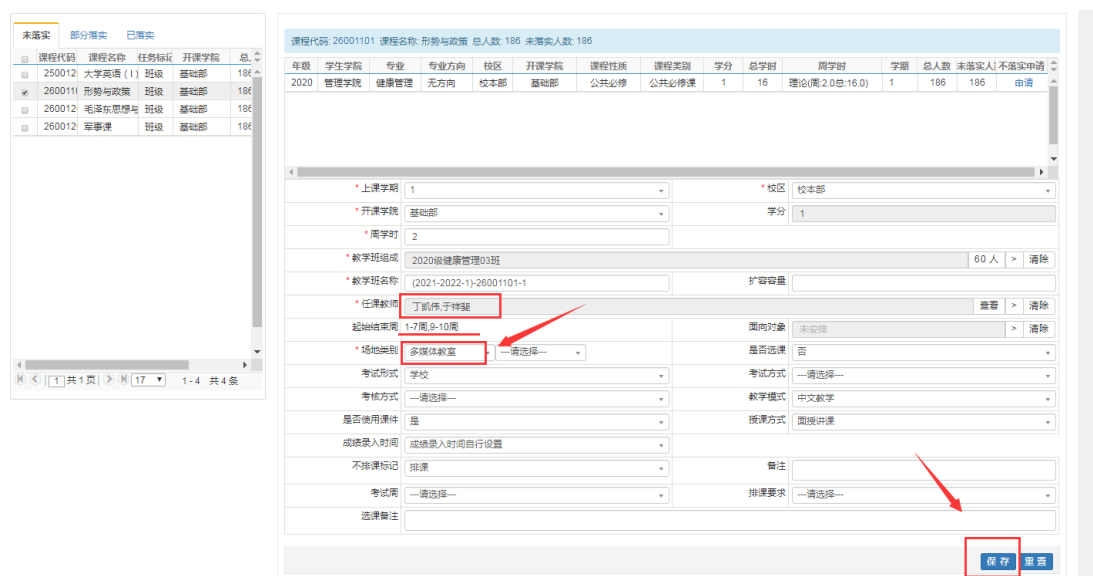 未落实 部分落实 已落实
课程代码 课程名称 任务标记 开课学院 总.
250012 大学英语 (Ⅰ) 班级 基础部 186
2600110 形势与政策 班级 基础部 186
260012 毛泽东思想与 班级 基础部 186
260012 军事课 班级 基础部 186
1 共 1 页 17 1 - 4 共 4 条
课程代码: 26001101 课程名称: 形势与政策 总人数: 186 未落实人数: 186
年级 学生学院 专业 专业方向 校区 开课学院 课程性质 课程类别 学分 总学时 周学时 学期 总人数 未落实人 不落实申请
2020 管理学院 健康管理 无方向 校本部 基础部 公共必修 公共必修课 1 16 理论(周:2.0总:16.0) 1 186 186 申请
* 上课学期 1 * 校区 校本部
* 开课学院 基础部 学分 1
* 周学时 2
* 教学班组成 2020级健康管理03班 60 人 > 清除
* 教学班名称 (2021-2022-1)-26001101-1 扩容容量
* 任课教师 丁凯伟,于祥斐 查看 > 清除
起始结束周 1-7周,9-10周 面向对象 未安排 > 清除
* 场地类别 多媒体教室 ---请选择--- 是否选课 否
考试形式 学校 考试方式 ---请选择---
考核方式 ---请选择--- 教学模式 中文教学
是否使用课件 是 授课方式 面授讲课
成绩录入时间 成绩录入时间自行设置
不排课标记 排课 备注
考试周 ---请选择--- 排课要求 ---请选择---
选课备注
保 存 重 置